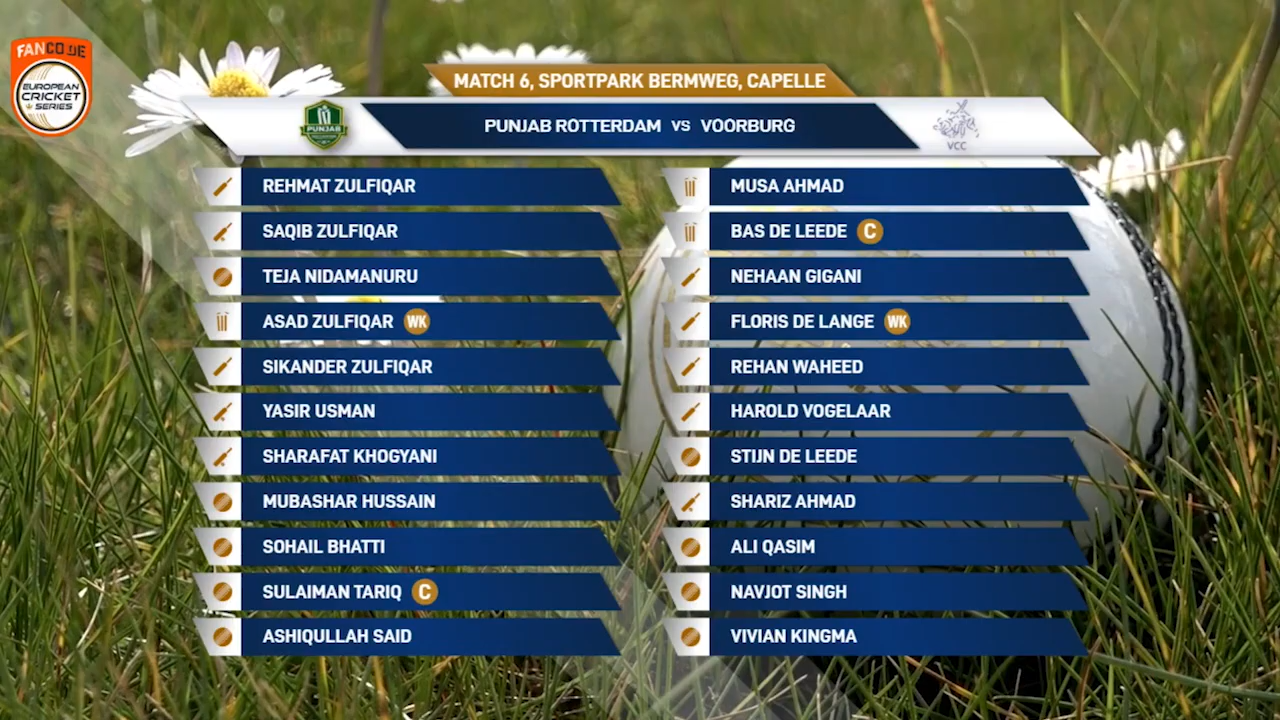 FANCODE
EUROPEAN
CRICKET
SERIES
MATCH 6, SPORTPARK BERMWEG, CAPELLE
PUNJAB
PUNJAB ROTTERDAM VS VOORBURG
VCC
REHMAT ZULFIQAR
SAQIB ZULFIQAR
TEJA NIDAMANURU
ASAD ZULFIQAR WK
SIKANDER ZULFIQAR
YASIR USMAN
SHARAFAT KHOGYANI
MUBASHAR HUSSAIN
SOHAIL BHATTI
SULAIMAN TARIQ C
ASHIQULLAH SAID
MUSA AHMAD
BAS DE LEEDE C
NEHAAN GIGANI
FLORIS DE LANGE WK
REHAN WAHEED
HAROLD VOGELAAR
STIJN DE LEEDE
SHARIZ AHMAD
ALI QASIM
NAVJOT SINGH
VIVIAN KINGMA